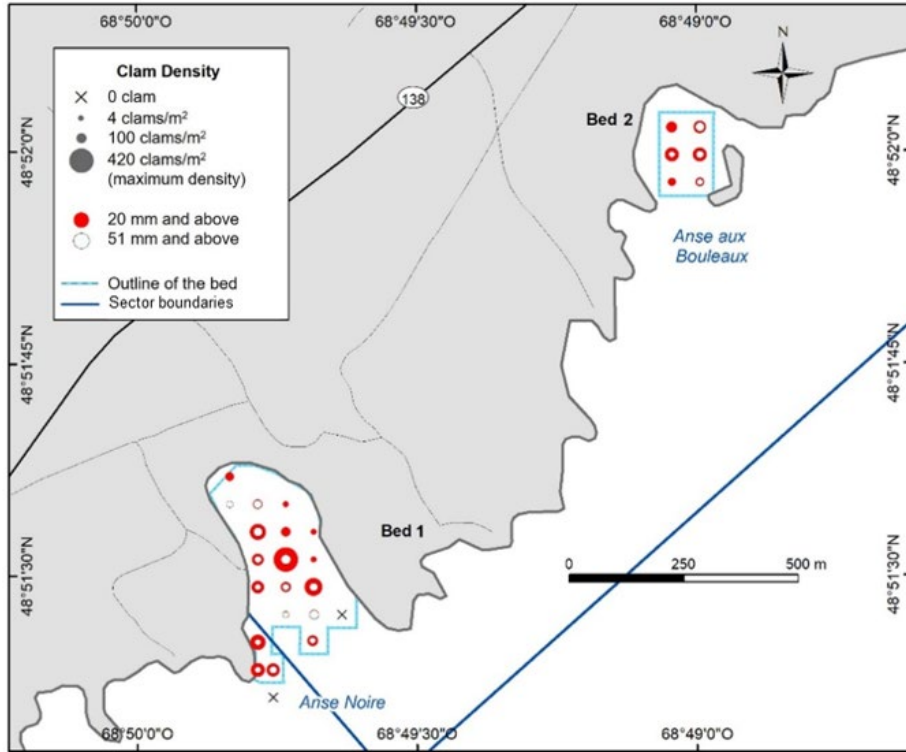 68°50'0"O 68°49'30"O 68°49'0"O
N
Clam Density
0 clam
4 clams/m²
100 clams/m²
420 clams/m²
(maximum density)
20 mm and above
51 mm and above
Outline of the bed
Sector boundaries
138
Bed 2
48°52'0"N
48°52'0"N
Anse aux
Bouleaux
48°51'45"N
48°51'45"N
Bed 1
0 250 500 m
48°51'30"N
48°51'30"N
Anse Noire
68°50'0"O 68°49'30"O 68°49'0"O